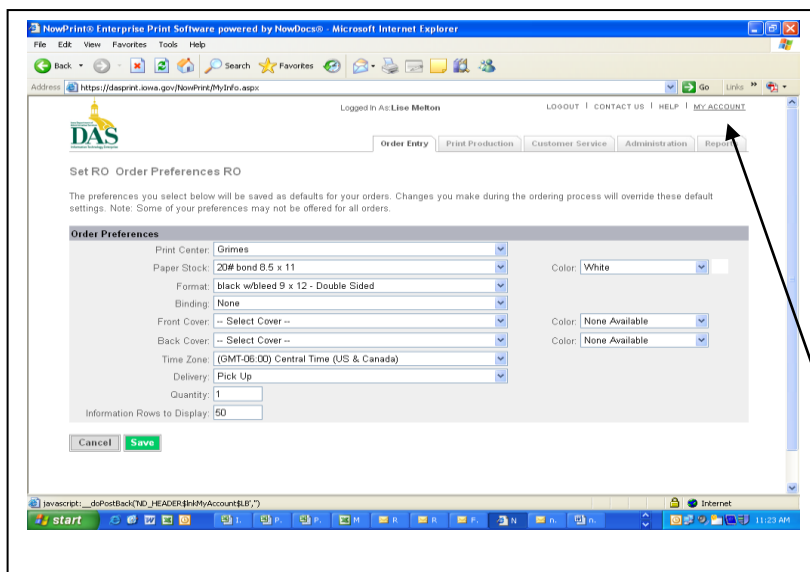 NowPrint® Enterprise Print Software powered by NowDocs® - Microsoft Internet Explorer
File Edit View Favorites Tools Help
Back Search Favorites
Address https://dasprint.iowa.gov/NowPrint/MyInfo.aspx Go Links »
Logged In As:Lise Melton LOGOUT | CONTACT US | HELP | MY ACCOUNT
DAS
Order Entry Print Production Customer Service Administration Reports
Set RO Order Preferences RO
The preferences you select below will be saved as defaults for your orders. Changes you make during the ordering process will override these default
settings. Note: Some of your preferences may not be offered for all orders.
Order Preferences
Print Center: Grimes
Paper Stock: 20# bond 8.5 x 11 Color: White
Format: black w/bleed 9 x 12 - Double Sided
Binding: None
Front Cover: -- Select Cover -- Color: None Available
Back Cover: -- Select Cover -- Color: None Available
Time Zone: (GMT-06:00) Central Time (US & Canada)
Delivery: Pick Up
Quantity: 1
Information Rows to Display: 50
Cancel Save
javascript:__doPostBack('ND_HEADER$lnkMyAccount$LB','') Internet
start I. P. P. M R R F. N n. n. 11:23 AM